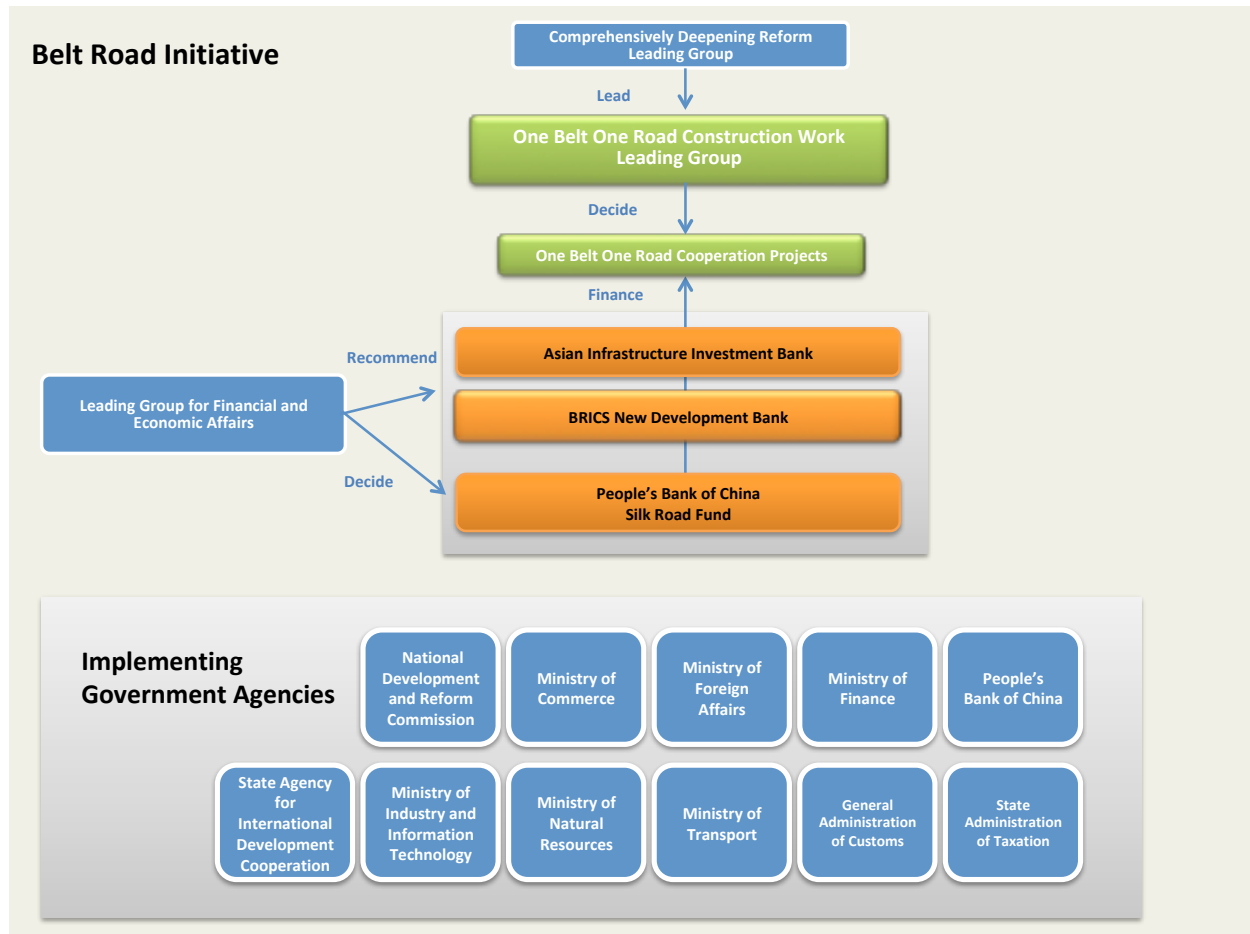 Belt Road Initiative
Comprehensively Deepening Reform
Leading Group
Lead
One Belt One Road Construction Work
Leading Group
Decide
One Belt One Road Cooperation Projects
Finance
Asian Infrastructure Investment Bank
Recommend
Leading Group for Financial and
Economic Affairs
BRICS New Development Bank
Decide
People’s Bank of China
Silk Road Fund
Implementing
Government Agencies
National
Development
and Reform
Commission
Ministry of
Commerce
Ministry of
Foreign
Affairs
Ministry of
Finance
People’s
Bank of China
State Agency
for
International
Development
Cooperation
Ministry of
Industry and
Information
Technology
Ministry of
Natural
Resources
Ministry of
Transport
General
Administration
of Customs
State
Administration
of Taxation